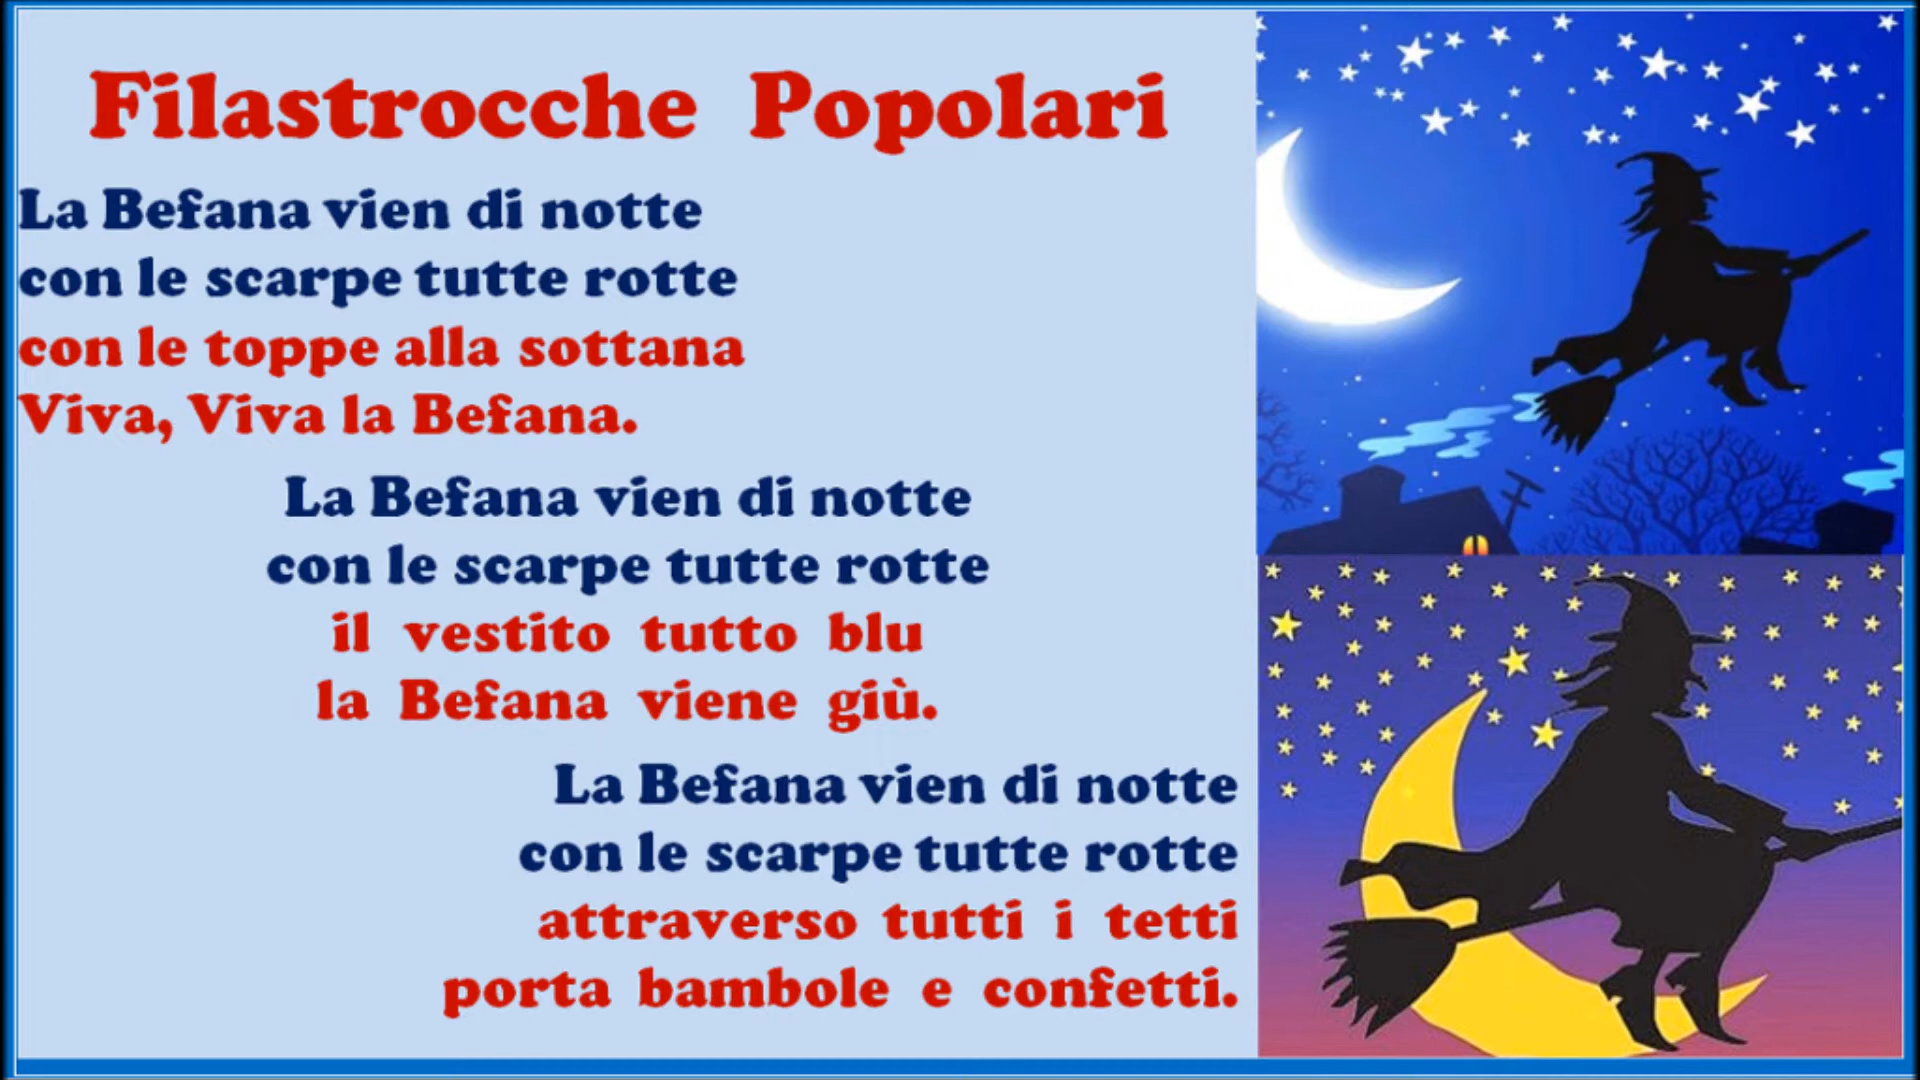 Filastrocche Popolari
La Befana vien di notte
con le scarpe tutte rotte
con le toppe alla sottana
Viva, Viva la Befana.
La Befana vien di notte
con le scarpe tutte rotte
il vestito tutto blu
la Befana viene giù.
La Befana vien di notte
con le scarpe tutte rotte
attraverso tutti i tetti
porta bambole e confetti.